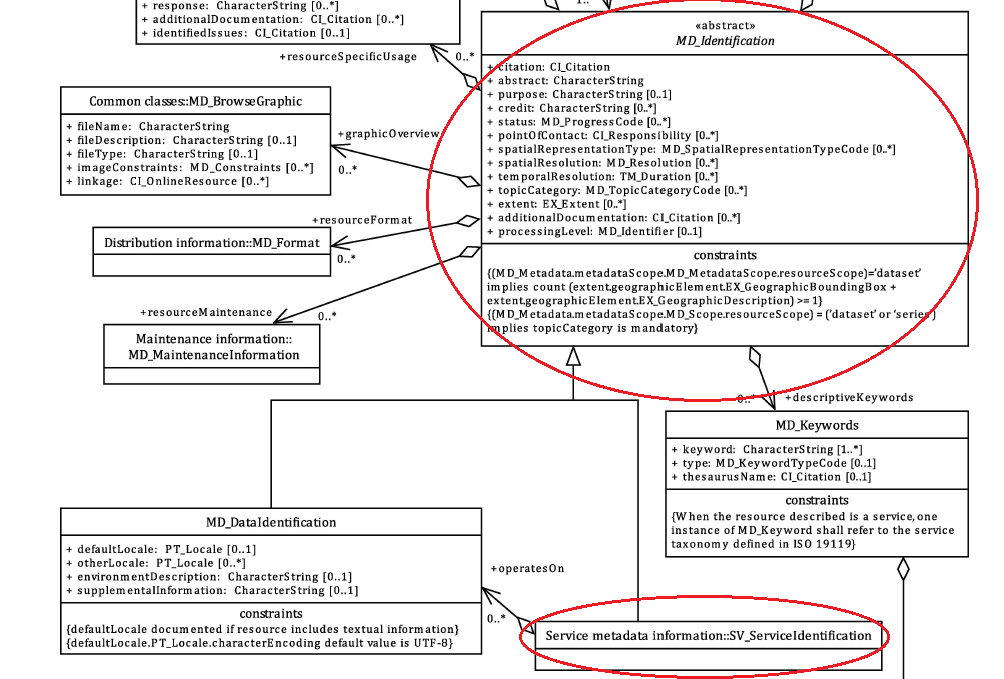 + response: CharacterString [0..*]
+ additionalDocumentation: CI_Citation [0..*]
+ identifiedIssues: CI_Citation [0..1]
+resourceSpecificUsage
0..*
1..*
«abstract»
MD_Identification
+ citation: CI_Citation
+ abstract: CharacterString
+ purpose: CharacterString [0..1]
+ credit: CharacterString [0..*]
+ status: MD_ProgressCode [0..*]
+ pointOfContact: CI_Responsibility [0..*]
+ spatialRepresentationType: MD_SpatialRepresentationTypeCode [0..*]
+ spatialResolution: MD_Resolution [0..*]
+ temporalResolution: TM_Duration [0..*]
+ topicCategory: MD_TopicCategoryCode [0..*]
+ extent: EX_Extent [0..*]
+ additionalDocumentation: CI_Citation [0..*]
+ processingLevel: MD_Identifier [0..1]
constraints
{(MD_Metadata.metadataScope.MD_MetadataScope.resourceScope)='dataset'
implies count (extent.geographicElement.EX_GeographicBoundingBox +
extent.geographicElement.EX_GeographicDescription) >= 1}
{(MD_Metadata.metadataScope.MD_Scope.resourceScope) = ('dataset' or 'series')
implies topicCategory is mandatory}
Common classes::MD_BrowseGraphic
+ fileName: CharacterString
+ fileDescription: CharacterString [0..1]
+ fileType: CharacterString [0..1]
+ imageConstraints: MD_Constraints [0..*]
+ linkage: CI_OnlineResource [0..*]
+graphicOverview
0..*
+resourceFormat
Distribution information::MD_Format
0..*
+resourceMaintenance
0..*
Maintenance information::
MD_MaintenanceInformation
0..*
+descriptiveKeywords
MD_Keywords
+ keyword: CharacterString [1..*]
+ type: MD_KeywordTypeCode [0..1]
+ thesaurusName: CI_Citation [0..1]
constraints
{When the resource described is a service, one
instance of MD_Keyword shall refer to the service
taxonomy defined in ISO 19119}
MD_DataIdentification
+ defaultLocale: PT_Locale [0..1]
+ otherLocale: PT_Locale [0..*]
+ environmentDescription: CharacterString [0..1]
+ supplementalInformation: CharacterString [0..1]
constraints
{defaultLocale documented if resource includes textual information}
{defaultLocale.PT_Locale.characterEncoding default value is UTF-8}
+operatesOn
0..*
Service metadata information::SV_ServiceIdentification